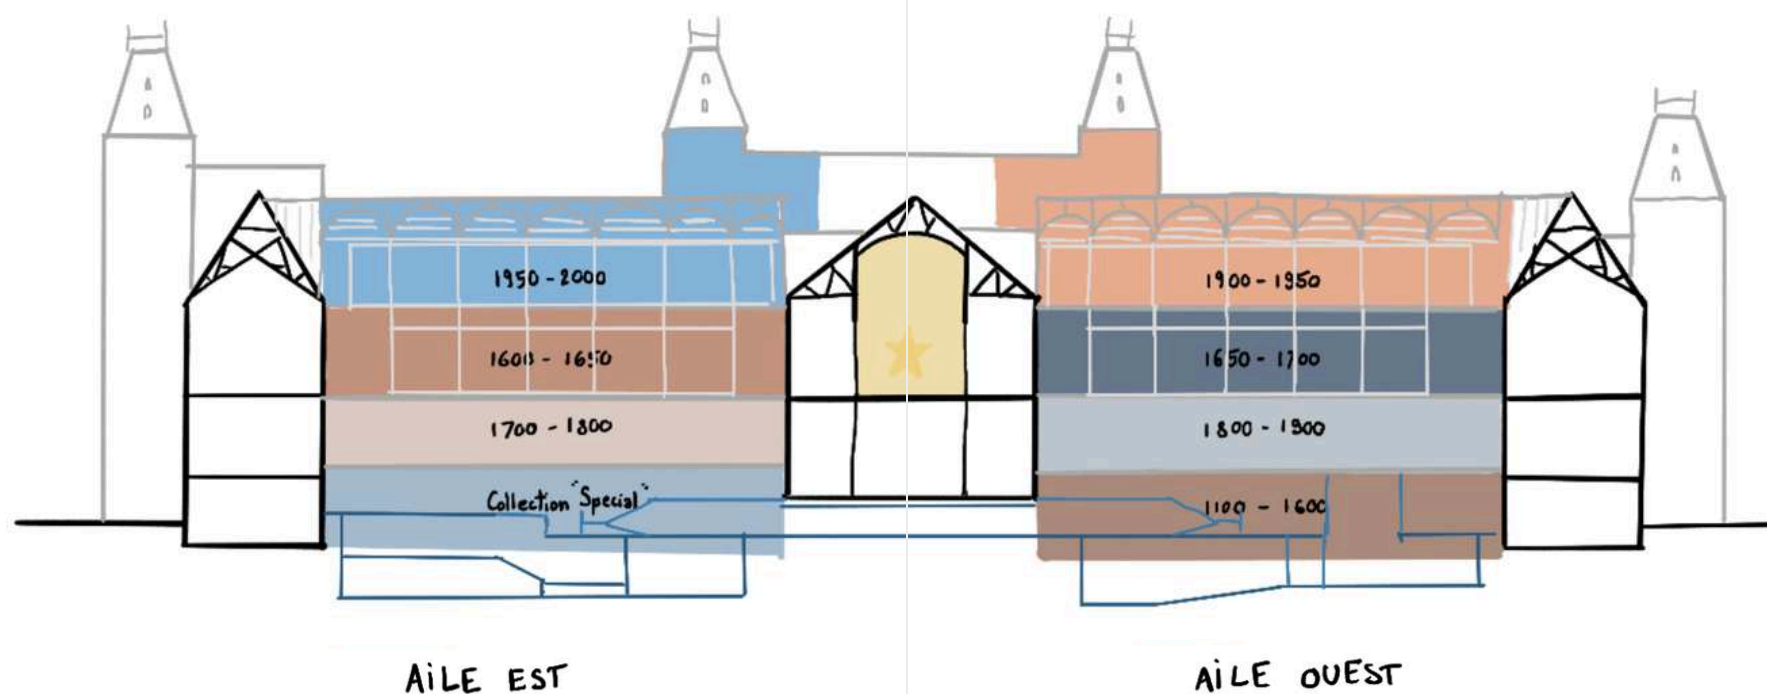 1950 - 2000
1900 - 1950
1600 - 1650
1650 - 1700
1700 - 1800
1800 - 1900
Collection "Special"
1100 - 1600
AiLE EST
AiLE OUEST